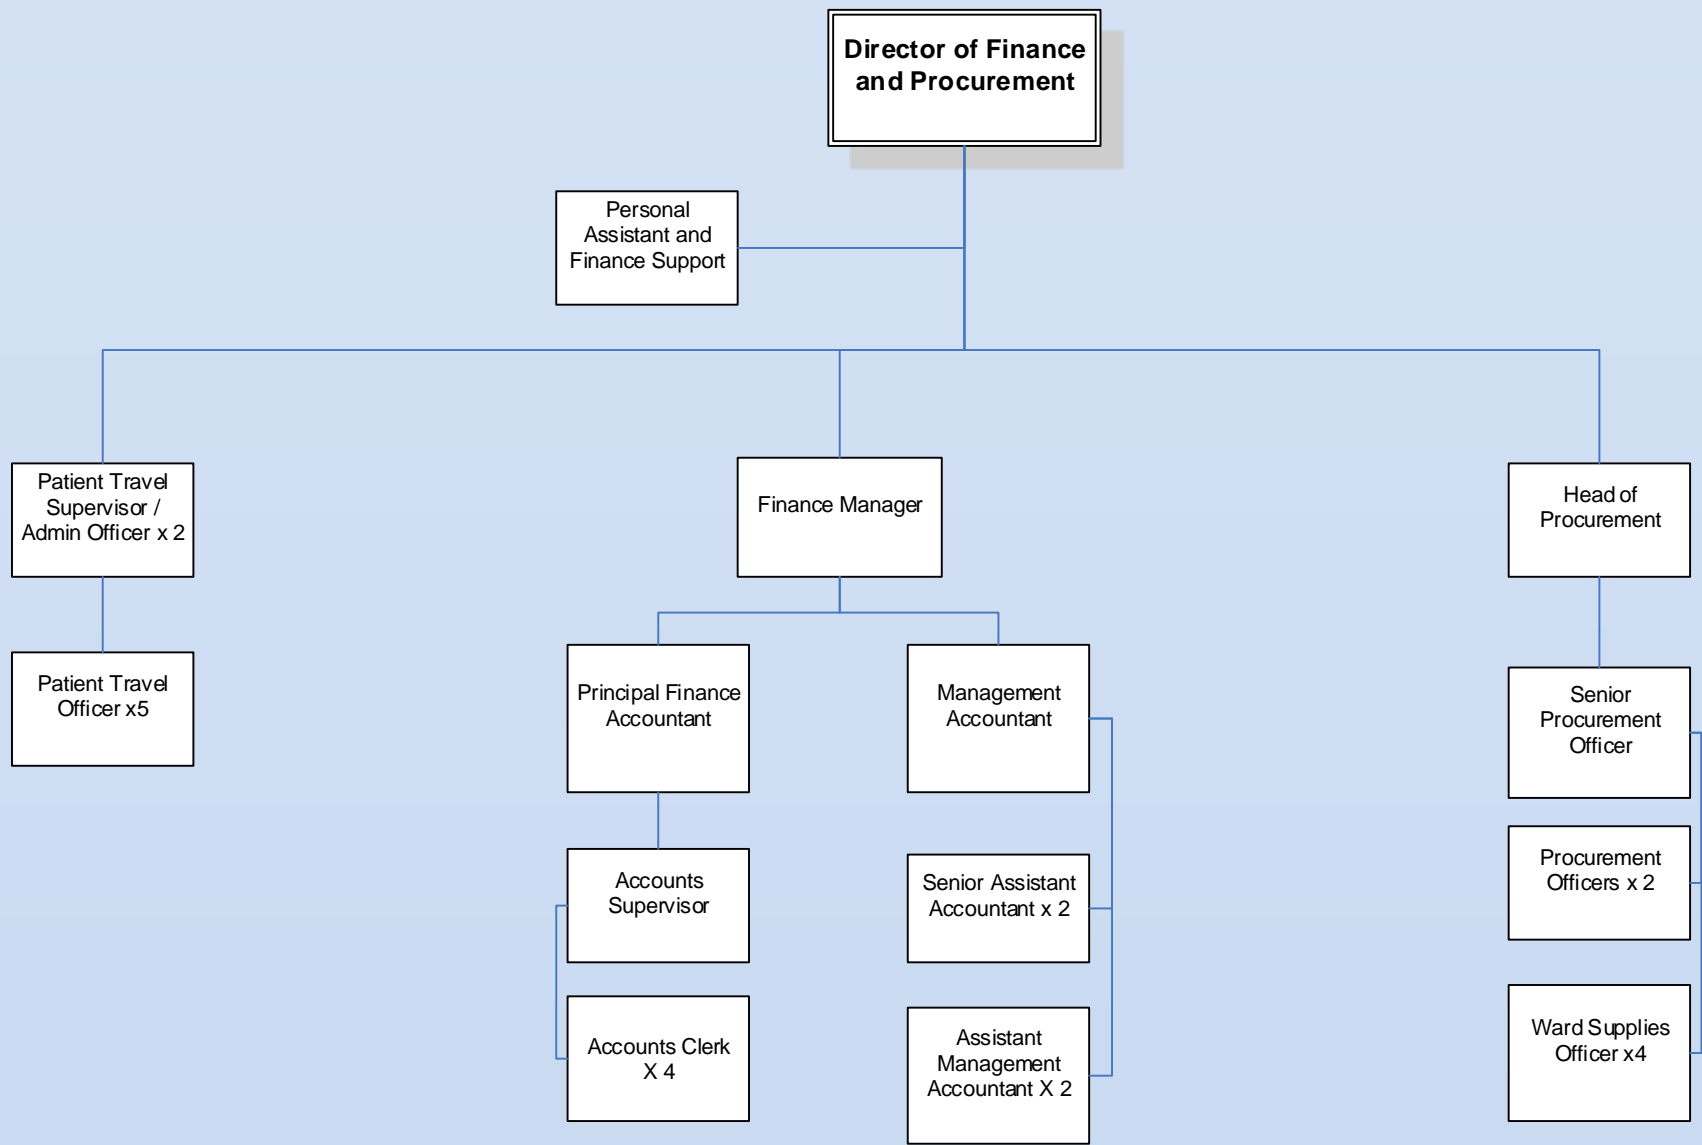 Director of Finance
and Procurement
Personal
Assistant and
Finance Support
Patient Travel
Supervisor /
Admin Officer x 2
Finance Manager
Head of
Procurement
Patient Travel
Officer x5
Principal Finance
Accountant
Management
Accountant
Senior
Procurement
Officer
Accounts
Supervisor
Senior Assistant
Accountant x 2
Procurement
Officers x 2
Accounts Clerk
X 4
Assistant
Management
Accountant X 2
Ward Supplies
Officer x4